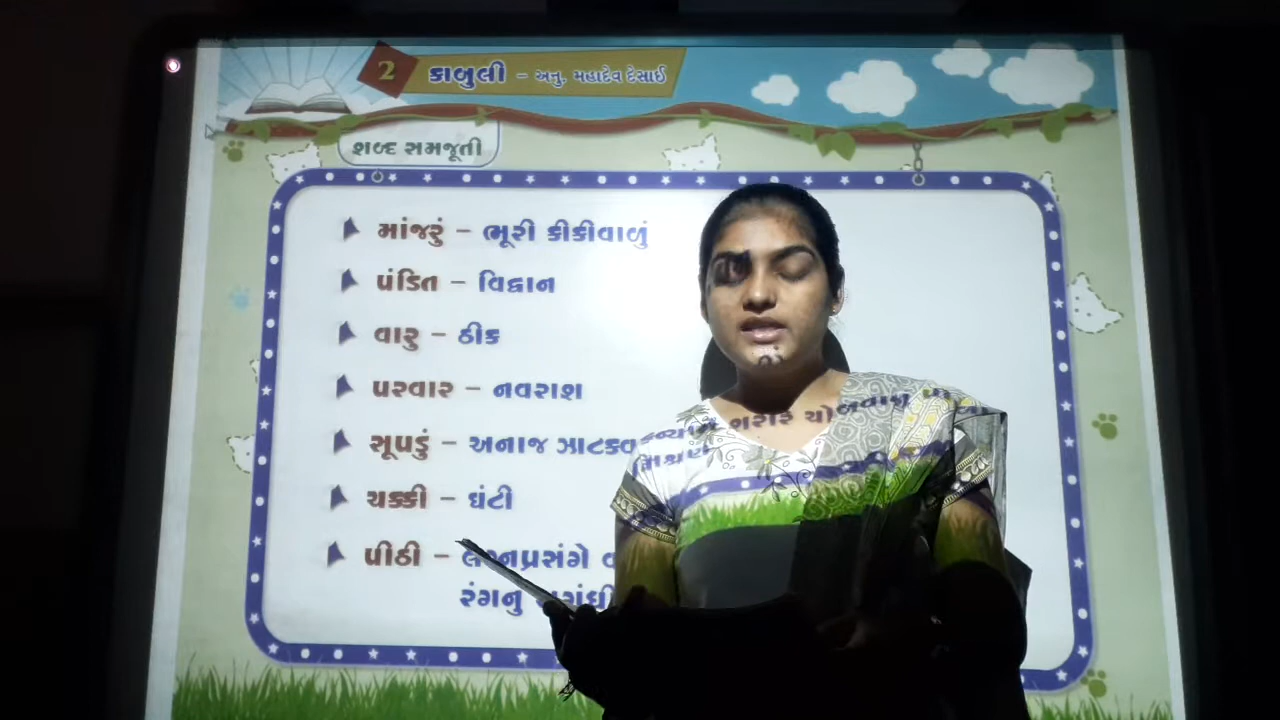 2 કાબુલી - અનુ. મહાદેવ દેસાઈ
શબ્દ સમજૂતી
માંજરું - ભૂરી કીકીવાળું
પંડિત - વિદ્વાન
વારુ - ઠીક
પરવાર - નવરાશ
સૂપડું - અનાજ ઝાટકવ
ચક્કી - ઘંટી
પીઠી - લગ્નપ્રસંગે
રંગનુ